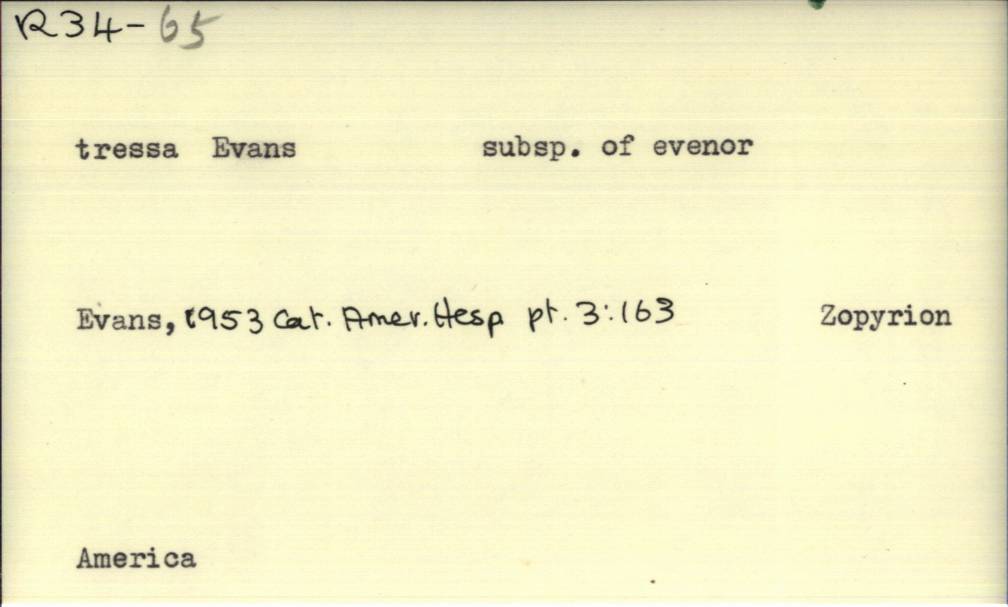 R34-65
tressa Evans subsp. of evenor
Evans, 1953 Cat. Amer. Hesp pt. 3:163 Zopyrion
America